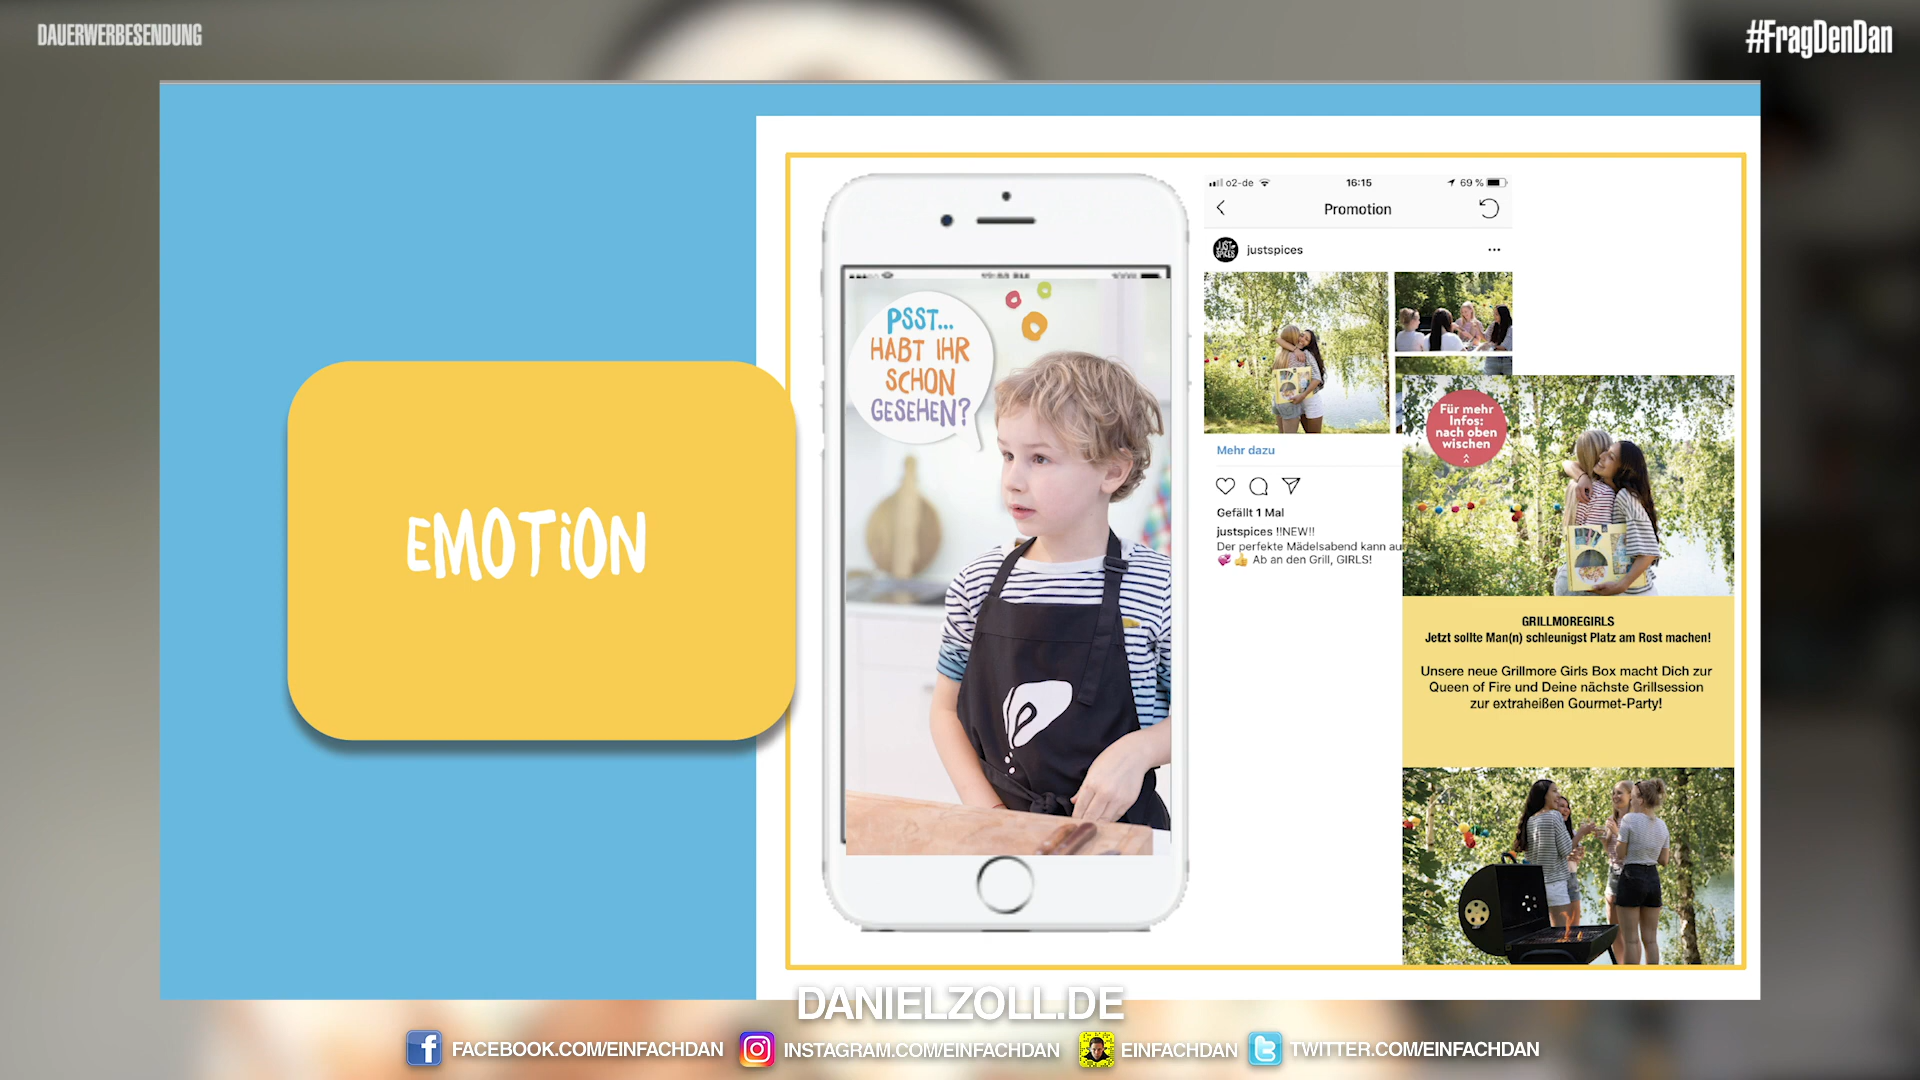 DAUERWERBESENDUNG
#FragDenDan
EMOTiON
PSST...
HABT IHR
SCHON
GESEHEN?
o2-de 16:15 69 %
Promotion
JUST SPICES
justspices
Mehr dazu
Gefällt 1 Mal
justspices !!NEW!!
Der perfekte Mädelsabend kann au
Ab an den Grill, GIRLS!
Für mehr
Infos:
nach oben
wischen
GRILLMOREGIRLS
Jetzt sollte Man(n) schleunigst Platz am Rost machen!
Unsere neue Grillmore Girls Box macht Dich zur
Queen of Fire und Deine nächste Grillsession
zur extraheißen Gourmet-Party!
DANIELZOLL.DE
FACEBOOK.COM/EINFACHDAN INSTAGRAM.COM/EINFACHDAN EINFACHDAN TWITTER.COM/EINFACHDAN